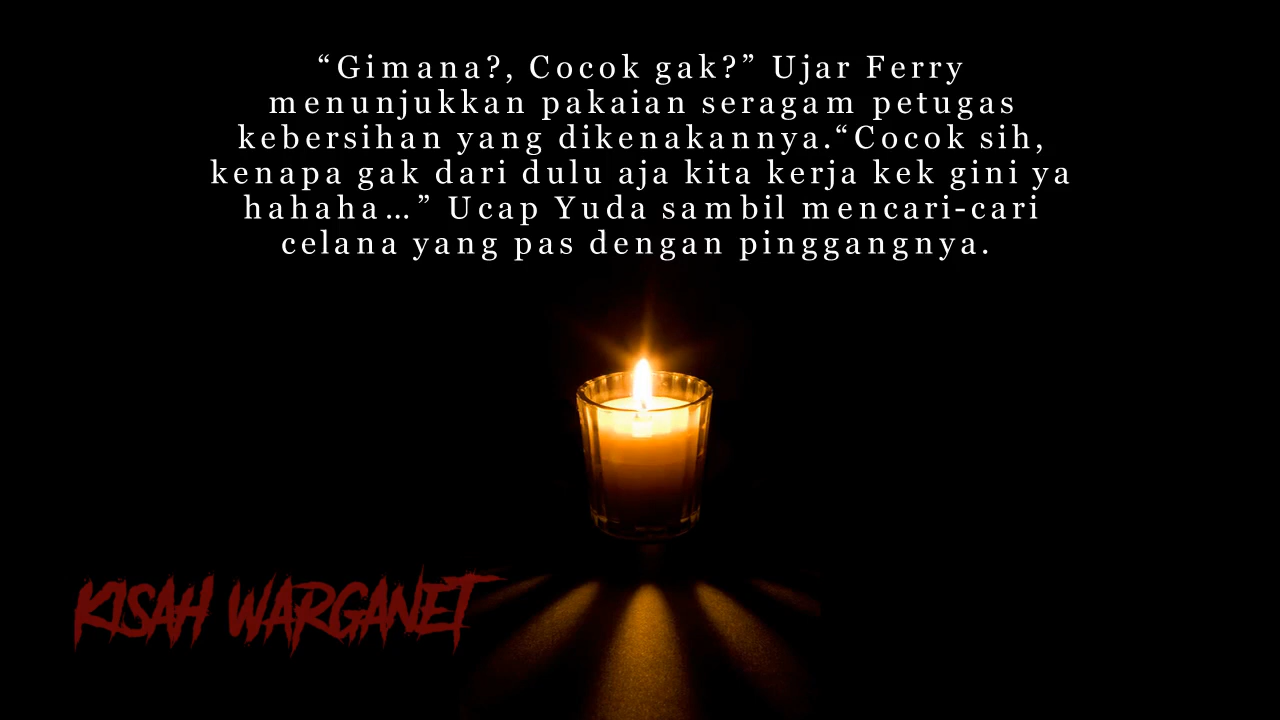 “Gimana?, Cocok gak?” Ujar Ferry
menunjukkan pakaian seragam petugas
kebersihan yang dikenakannya.“Cocok sih,
kenapa gak dari dulu aja kita kerja kek gini ya
hahaha…” Ucap Yuda sambil mencari-cari
celana yang pas dengan pinggangnya.
KISAH WARGANET